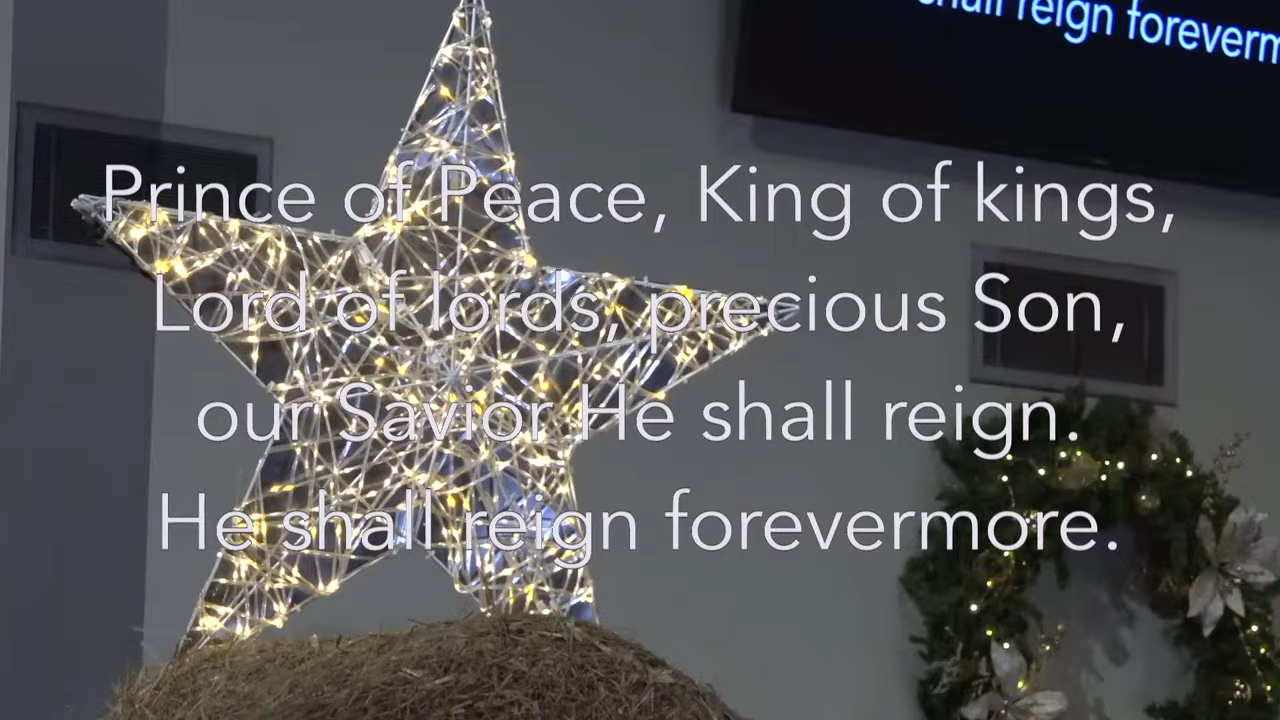 shall reign foreverm
Prince of Peace, King of kings,
Lord of lords, precious Son,
our Savior He shall reign.
He shall reign forevermore.